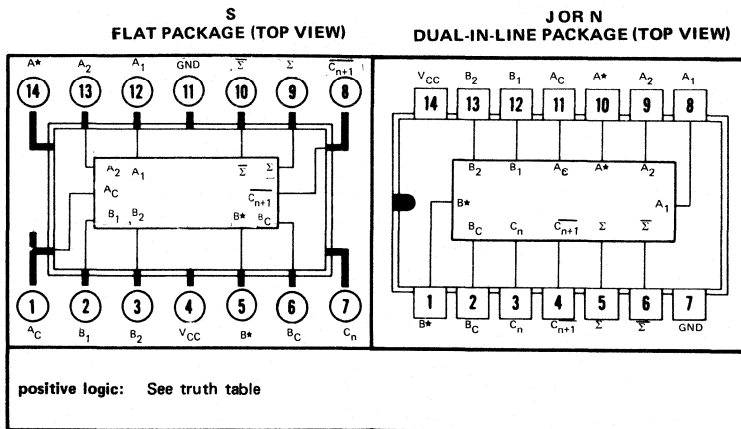 S
FLAT PACKAGE (TOP VIEW)
A* A2 A1 GND Σ̅ Σ C̅n+1
14 13 12 11 10 9 8
A2 A1 Σ̅ Σ
AC C̅n+1
B1 B2 B* BC
1 2 3 4 5 6 7
AC B1 B2 VCC B* BC Cn
J OR N
DUAL-IN-LINE PACKAGE (TOP VIEW)
VCC B2 B1 AC A* A2 A1
14 13 12 11 10 9 8
B2 B1 AC A* A2
B* A1
BC Cn C̅n+1 Σ Σ̅
1 2 3 4 5 6 7
B* BC Cn C̅n+1 Σ Σ̅ GND
positive logic: See truth table